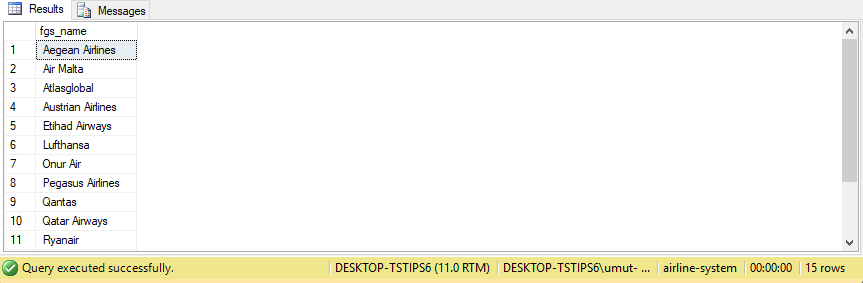 Results Messages
fgs_name
1 Aegean Airlines
2 Air Malta
3 Atlasglobal
4 Austrian Airlines
5 Etihad Airways
6 Lufthansa
7 Onur Air
8 Pegasus Airlines
9 Qantas
10 Qatar Airways
11 Ryanair
Query executed successfully. DESKTOP-TSTIPS6 (11.0 RTM) DESKTOP-TSTIPS6\umut- ... airline-system 00:00:00 15 rows